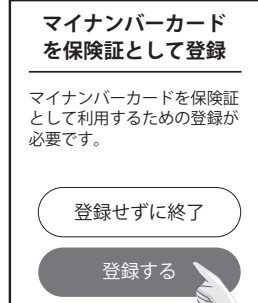 マイナンバーカード
を保険証として登録
マイナンバーカードを保険証
として利用するための登録が
必要です。
登録せずに終了
登録する